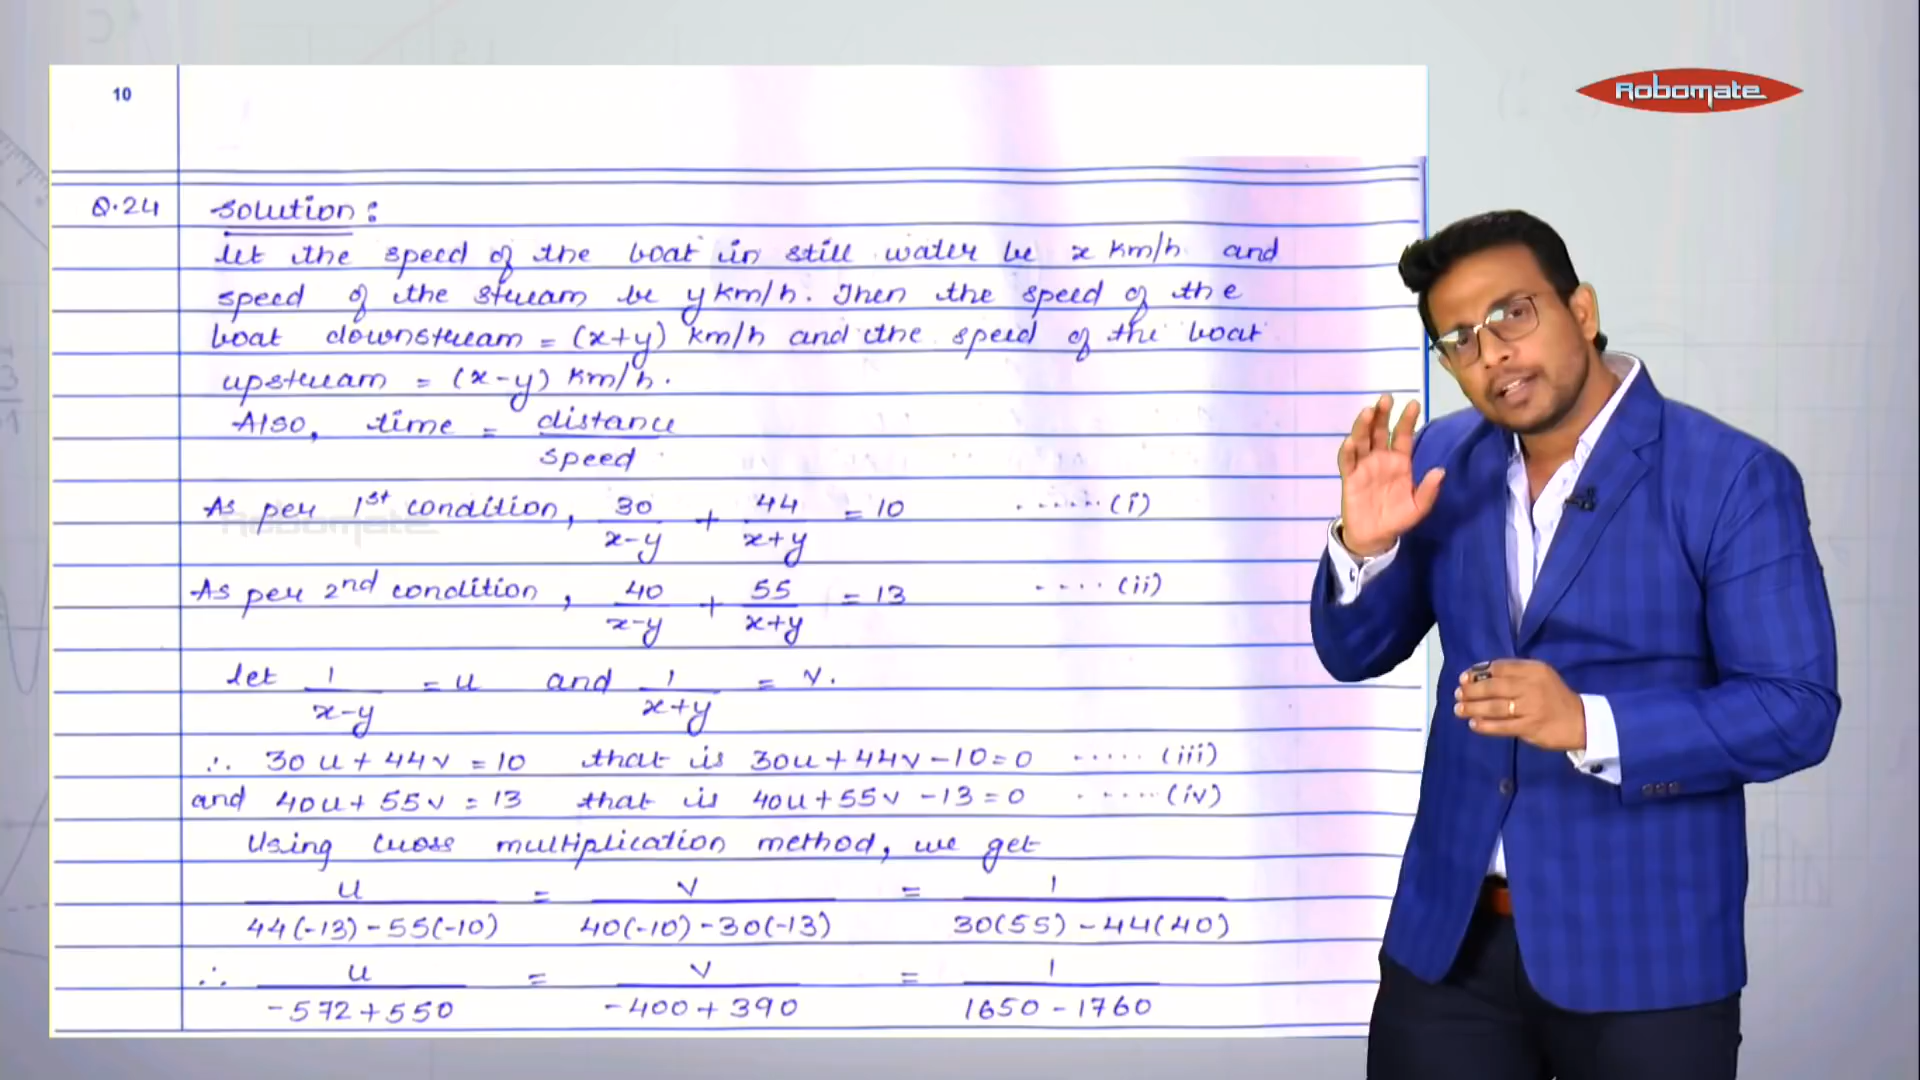 10
Robomate
Q.24 Solution:
let the speed of the boat in still water be x km/h and
speed of the stream be y km/h. Then the speed of the
boat downstream = (x+y) km/h and the speed of the boat
upstream = (x-y) km/h.
Also, time = distance
speed
As per 1st condition, 30/(x-y) + 44/(x+y) = 10 ......(i)
Robomate
As per 2nd condition, 40/(x-y) + 55/(x+y) = 13 ....(ii)
let 1/(x-y) = u and 1/(x+y) = v.
∴ 30u + 44v = 10 that is 30u + 44v - 10 = 0 .....(iii)
and 40u + 55v = 13 that is 40u + 55v - 13 = 0 .....(iv)
Using cross multiplication method, we get
u = v = 1
44(-13) - 55(-10) 40(-10) - 30(-13) 30(55) - 44(40)
∴ u = v = 1
-572 + 550 -400 + 390 1650 - 1760